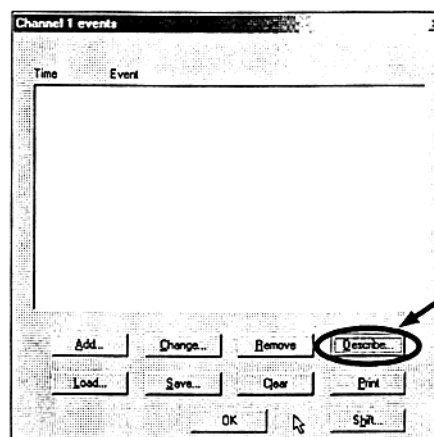 Channel 1 events
Time Event
Add... Change... Remove Describe...
Load... Save... Clear Print
OK Shift...